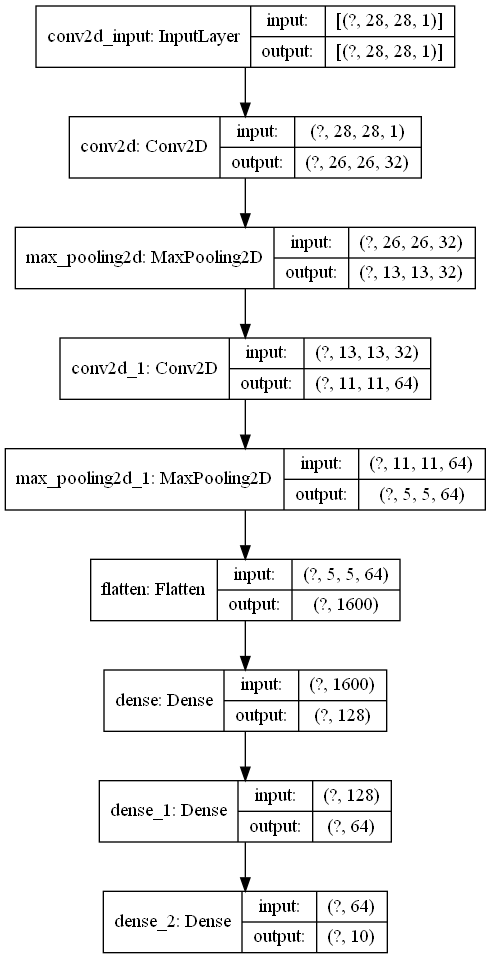 conv2d_input: InputLayer
input:
[(?, 28, 28, 1)]
output:
[(?, 28, 28, 1)]
conv2d: Conv2D
input:
(?, 28, 28, 1)
output:
(?, 26, 26, 32)
max_pooling2d: MaxPooling2D
input:
(?, 26, 26, 32)
output:
(?, 13, 13, 32)
conv2d_1: Conv2D
input:
(?, 13, 13, 32)
output:
(?, 11, 11, 64)
max_pooling2d_1: MaxPooling2D
input:
(?, 11, 11, 64)
output:
(?, 5, 5, 64)
flatten: Flatten
input:
(?, 5, 5, 64)
output:
(?, 1600)
dense: Dense
input:
(?, 1600)
output:
(?, 128)
dense_1: Dense
input:
(?, 128)
output:
(?, 64)
dense_2: Dense
input:
(?, 64)
output:
(?, 10)